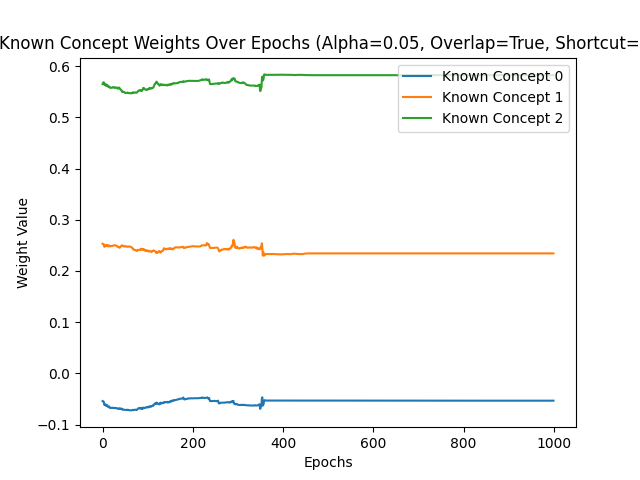 Known Concept Weights Over Epochs (Alpha=0.05, Overlap=True, Shortcut=
0.6
0.5
0.4
0.3
0.2
0.1
0.0
−0.1
Weight Value
Known Concept 0
Known Concept 1
Known Concept 2
0 200 400 600 800 1000
Epochs